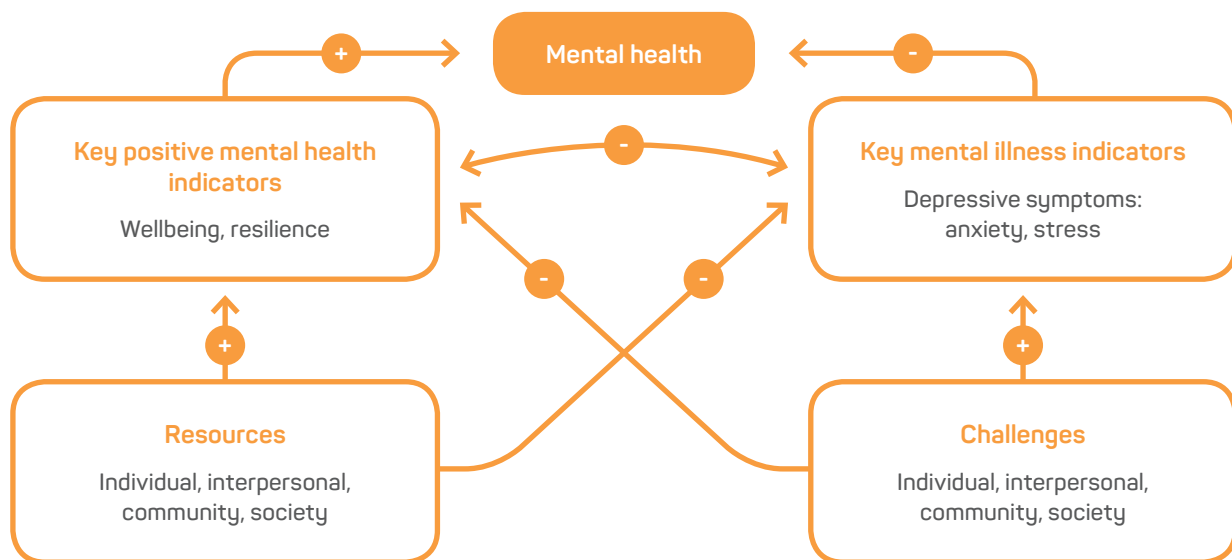 +
Mental health
-
Key positive mental health
indicators
Wellbeing, resilience
-
Key mental illness indicators
Depressive symptoms:
anxiety, stress
-
-
+
+
Resources
Individual, interpersonal,
community, society
Challenges
Individual, interpersonal,
community, society